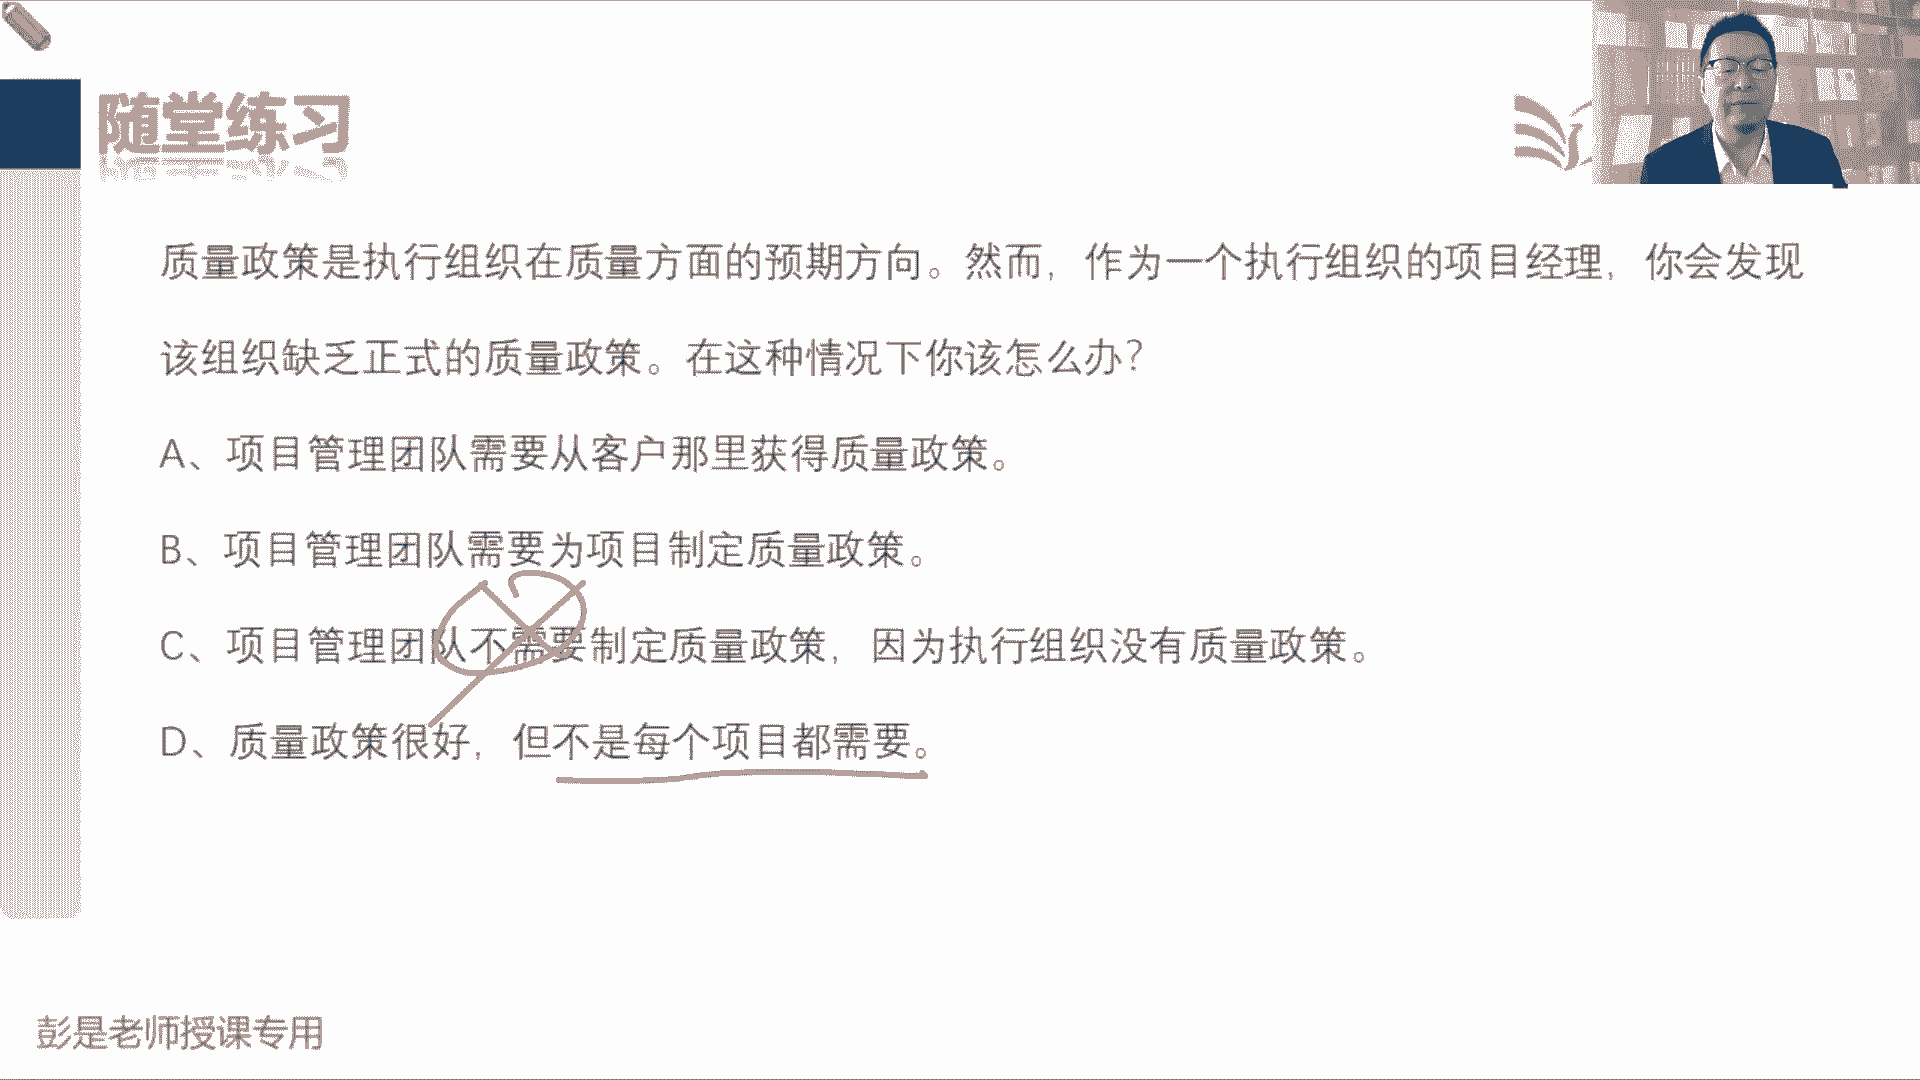 随堂练习
质量政策是执行组织在质量方面的预期方向。然而，作为一个执行组织的项目经理，你会发现
该组织缺乏正式的质量政策。在这种情况下你该怎么办？
A、项目管理团队需要从客户那里获得质量政策。
B、项目管理团队需要为项目制定质量政策。
C、项目管理团队不需要制定质量政策，因为执行组织没有质量政策。
D、质量政策很好，但不是每个项目都需要。
彭是老师授课专用